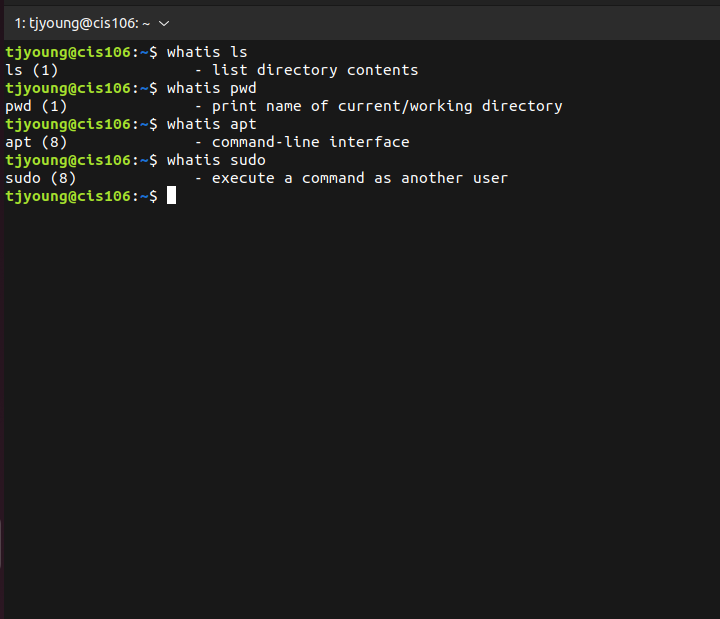 1: tjyoung@cis106: ~
tjyoung@cis106:~$ whatis ls
ls (1)               - list directory contents
tjyoung@cis106:~$ whatis pwd
pwd (1)              - print name of current/working directory
tjyoung@cis106:~$ whatis apt
apt (8)              - command-line interface
tjyoung@cis106:~$ whatis sudo
sudo (8)             - execute a command as another user
tjyoung@cis106:~$